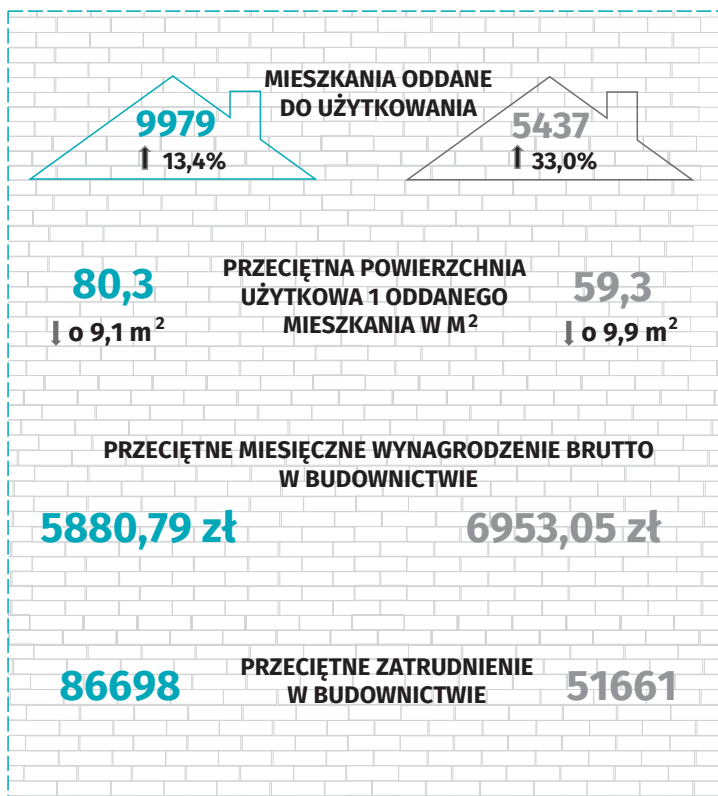 MIESZKANIA ODDANE
DO UŻYTKOWANIA
9979
13,4%
5437
33,0%
PRZECIĘTNA POWIERZCHNIA
UŻYTKOWA 1 ODDANEGO
MIESZKANIA W M²
80,3
o 9,1 m²
59,3
o 9,9 m²
PRZECIĘTNE MIESIĘCZNE WYNAGRODZENIE BRUTTO
W BUDOWNICTWIE
5880,79 zł
6953,05 zł
PRZECIĘTNE ZATRUDNIENIE
W BUDOWNICTWIE
86698
51661